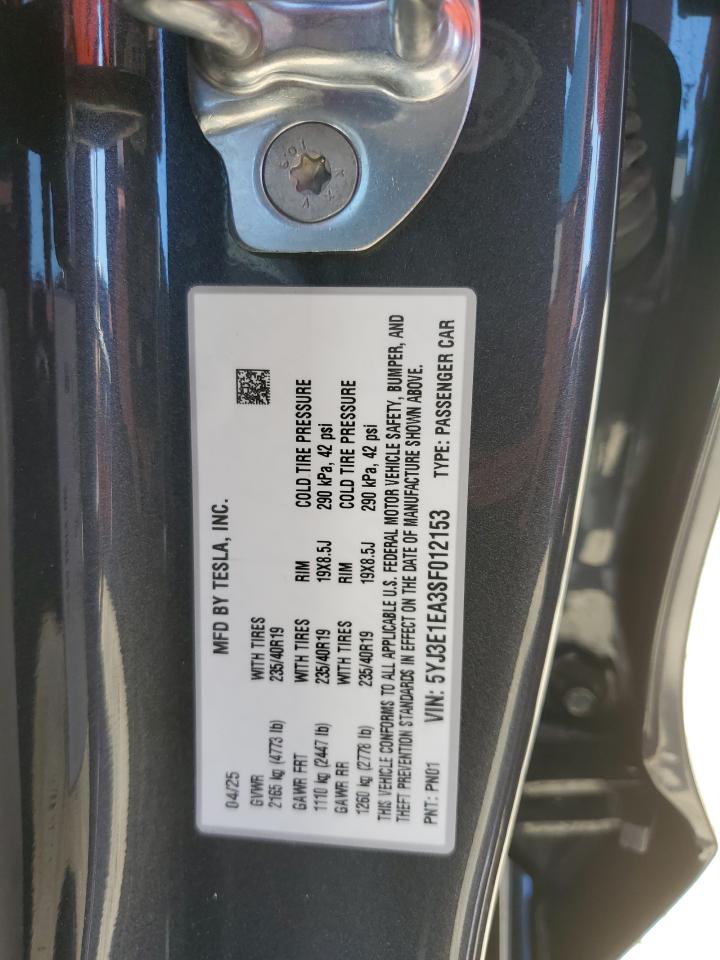 MFD BY TESLA, INC.
04/25
GVWR WITH TIRES
2165 kg (4773 lb) 235/40R19
GAWR FRT WITH TIRES RIM COLD TIRE PRESSURE
1110 kg (2447 lb) 235/40R19 19X8.5J 290 kPa, 42 psi
GAWR RR WITH TIRES RIM COLD TIRE PRESSURE
1260 kg (2778 lb) 235/40R19 19X8.5J 290 kPa, 42 psi
THIS VEHICLE CONFORMS TO ALL APPLICABLE U.S. FEDERAL MOTOR VEHICLE SAFETY, BUMPER, AND
THEFT PREVENTION STANDARDS IN EFFECT ON THE DATE OF MANUFACTURE SHOWN ABOVE.
PNT: PN01 VIN: 5YJ3E1EA3SF012153 TYPE: PASSENGER CAR